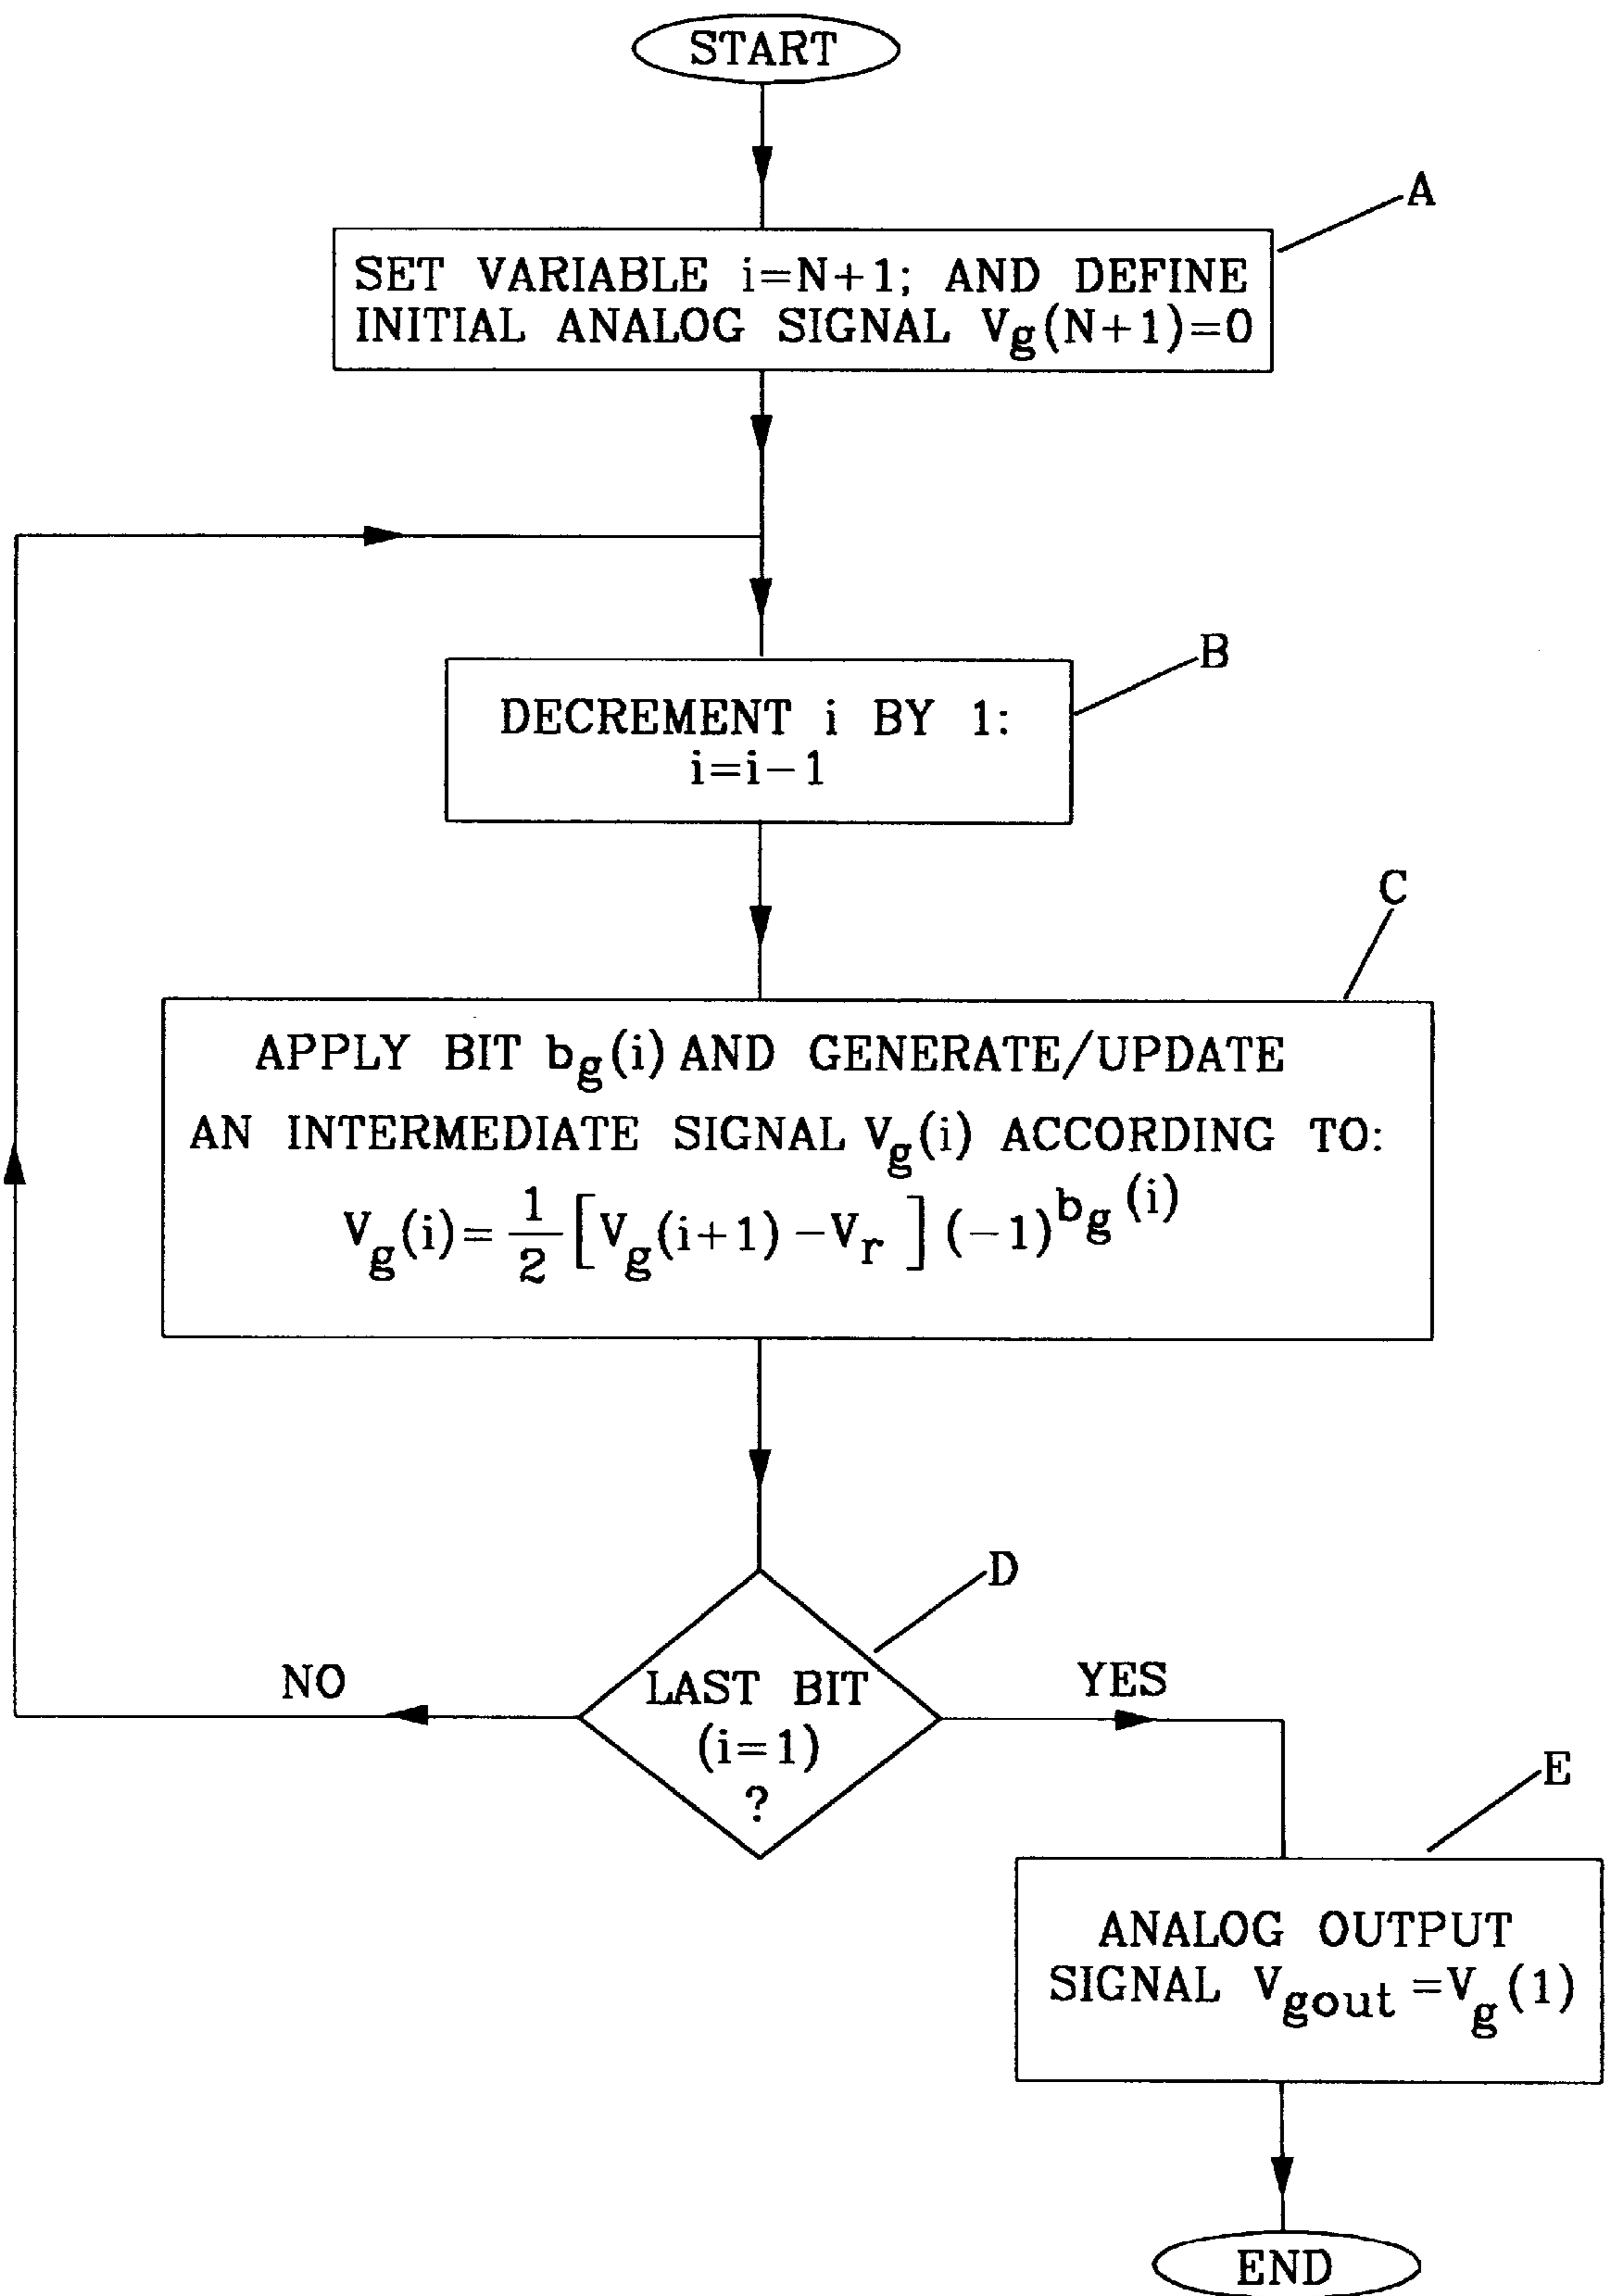 START
A
SET VARIABLE i=N+1; AND DEFINE
INITIAL ANALOG SIGNAL Vg(N+1)=0
B
DECREMENT i BY 1:
i=i-1
C
APPLY BIT bg(i) AND GENERATE/UPDATE
AN INTERMEDIATE SIGNAL Vg(i) ACCORDING TO:
Vg(i)= 1/2 [Vg(i+1) -Vr ] (-1)^bg(i)
D
NO
LAST BIT
(i=1)
?
YES
E
ANALOG OUTPUT
SIGNAL Vgout =Vg(1)
END